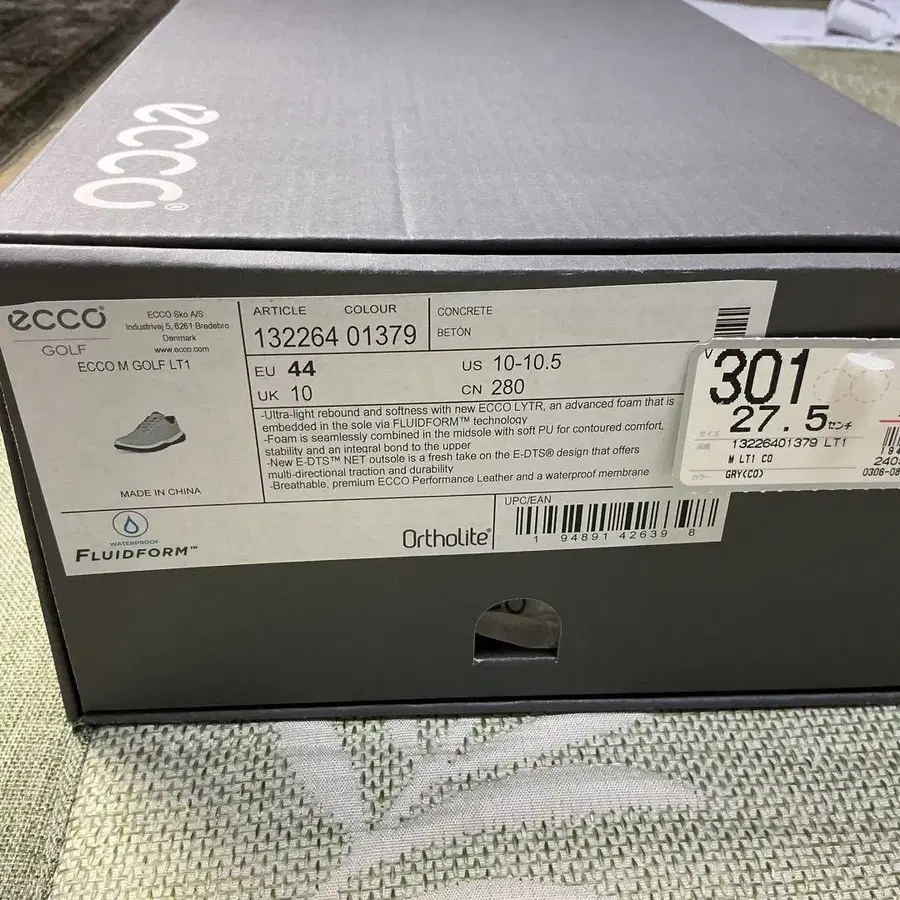 ecco®
ecco
GOLF
ECCO Sko A/S
Industrivej 5, 6261 Bredebro
Denmark
www.ecco.com
ECCO M GOLF LT1
MADE IN CHINA
ARTICLE COLOUR
132264 01379
CONCRETE
BETÓN
EU 44
US 10-10.5
UK 10
CN 280
-Ultra-light rebound and softness with new ECCO LYTR, an advanced foam that is
embedded in the sole via FLUIDFORM™ technology
-Foam is seamlessly combined in the midsole with soft PU for contoured comfort,
stability and an integral bond to the upper
-New E-DTS™ NET outsole is a fresh take on the E-DTS® design that offers
multi-directional traction and durability
-Breathable, premium ECCO Performance Leather and a waterproof membrane
WATERPROOF
FLUIDFORM™
Ortholite®
UPC/EAN
1 94891 42639 8
V 301
サイズ 27.5センチ
13226401379 LT1
M LT1 CO
カラー GRY(CO)